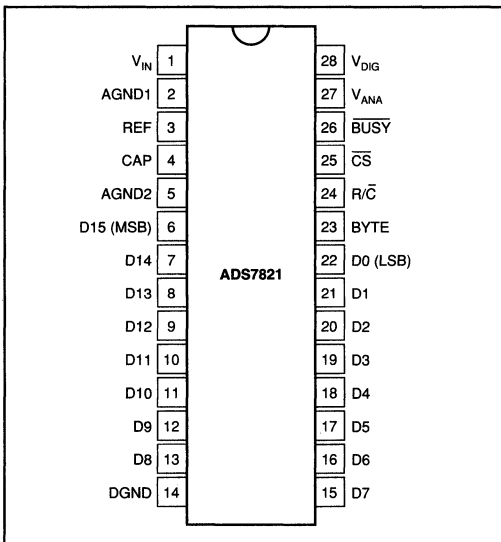 V_IN 1 28 V_DIG
AGND1 2 27 V_ANA
REF 3 26 B̅U̅S̅Y̅
CAP 4 25 C̅S̅
AGND2 5 24 R/C̅
D15 (MSB) 6 23 BYTE
D14 7 22 D0 (LSB)
ADS7821
D13 8 21 D1
D12 9 20 D2
D11 10 19 D3
D10 11 18 D4
D9 12 17 D5
D8 13 16 D6
DGND 14 15 D7